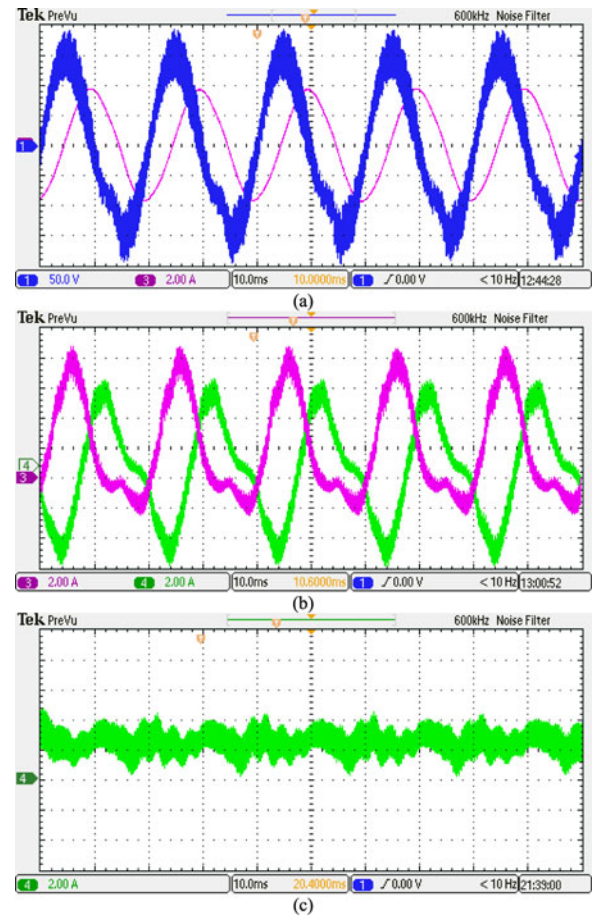 Tek PreVu 600kHz Noise Filter
1
1 50.0 V 3 2.00 A 10.0ms 10.0000ms 1 ∫ 0.00 V < 10 Hz 12:44:28
(a)
Tek PreVu 600kHz Noise Filter
4
3
3 2.00 A 4 2.00 A 10.0ms 10.6000ms 1 ∫ 0.00 V < 10 Hz 13:00:52
(b)
Tek PreVu 600kHz Noise Filter
4
4 2.00 A 10.0ms 20.4000ms 1 ∫ 0.00 V < 10 Hz 21:39:00
(c)